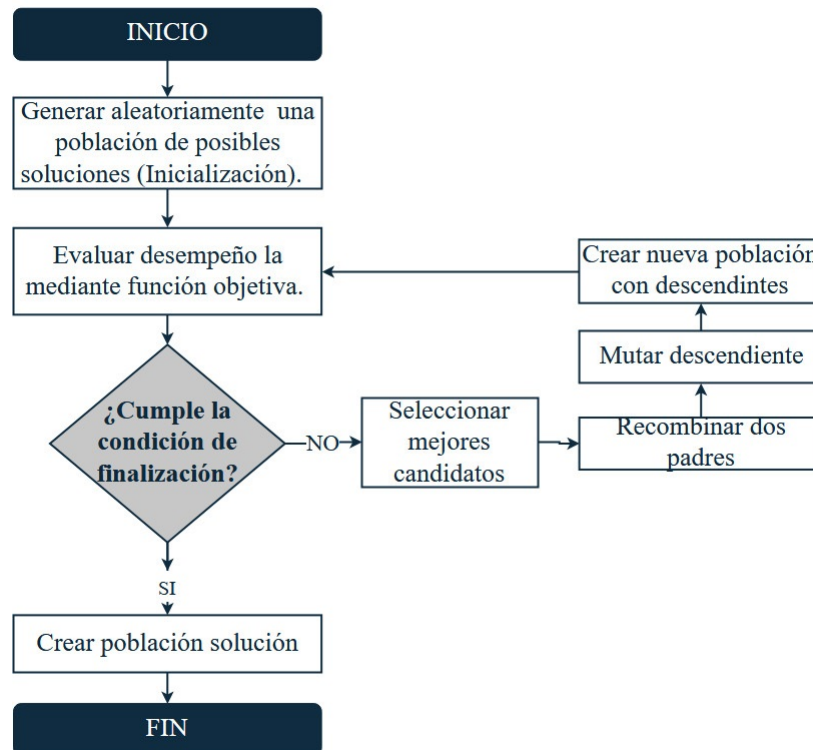 INICIO
Generar aleatoriamente una
población de posibles
soluciones (Inicialización).
Evaluar desempeño la
mediante función objetiva.
¿Cumple la
condición de
finalización?
NO
Seleccionar
mejores
candidatos
Recombinar dos
padres
Mutar descendiente
Crear nueva población
con descendintes
SI
Crear población solución
FIN